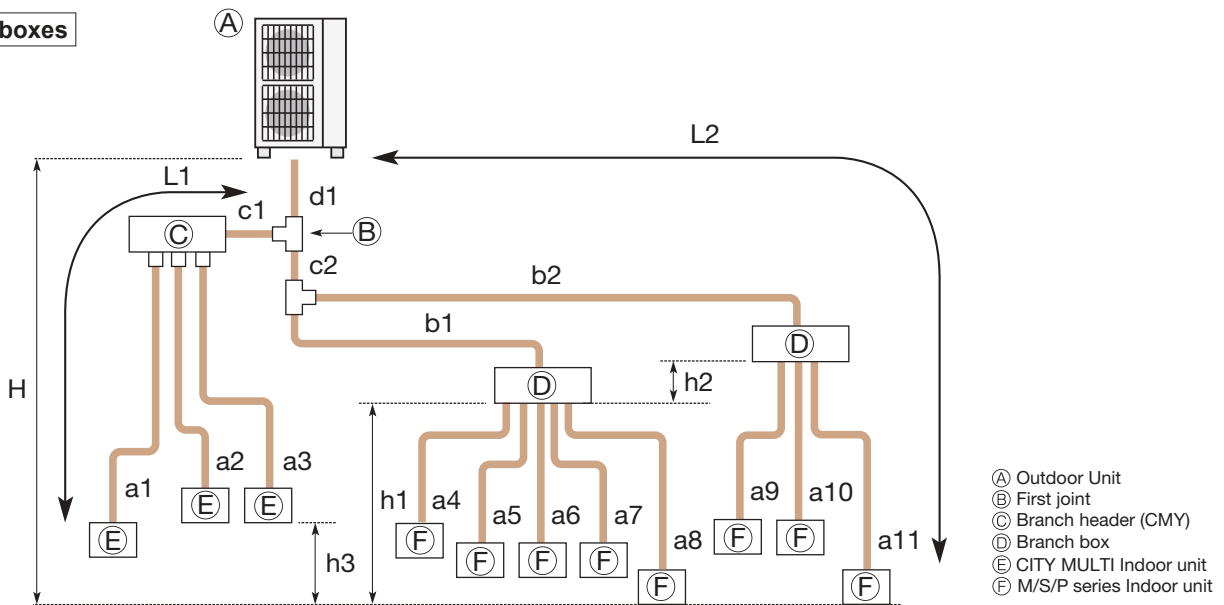 boxes
Ⓐ
L2
L1
d1
c1
Ⓒ
Ⓑ
c2
b2
b1
Ⓓ
Ⓓ
h2
H
a1
a2
a3
Ⓔ
Ⓔ
Ⓔ
h3
h1
a4
a5
a6
a7
a8
Ⓕ
Ⓕ
Ⓕ
Ⓕ
Ⓕ
a9
a10
a11
Ⓕ
Ⓕ
Ⓕ
Ⓐ Outdoor Unit
Ⓑ First joint
Ⓒ Branch header (CMY)
Ⓓ Branch box
Ⓔ CITY MULTI Indoor unit
Ⓕ M/S/P series Indoor unit